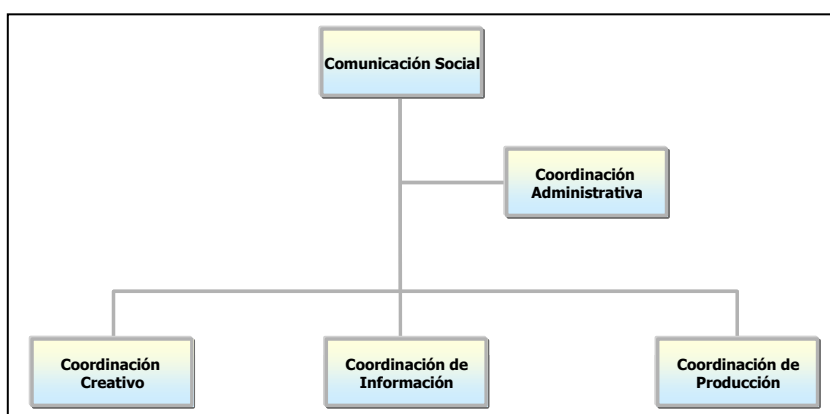 Comunicación Social
Coordinación
Administrativa
Coordinación
Creativo
Coordinación de
Información
Coordinación de
Producción